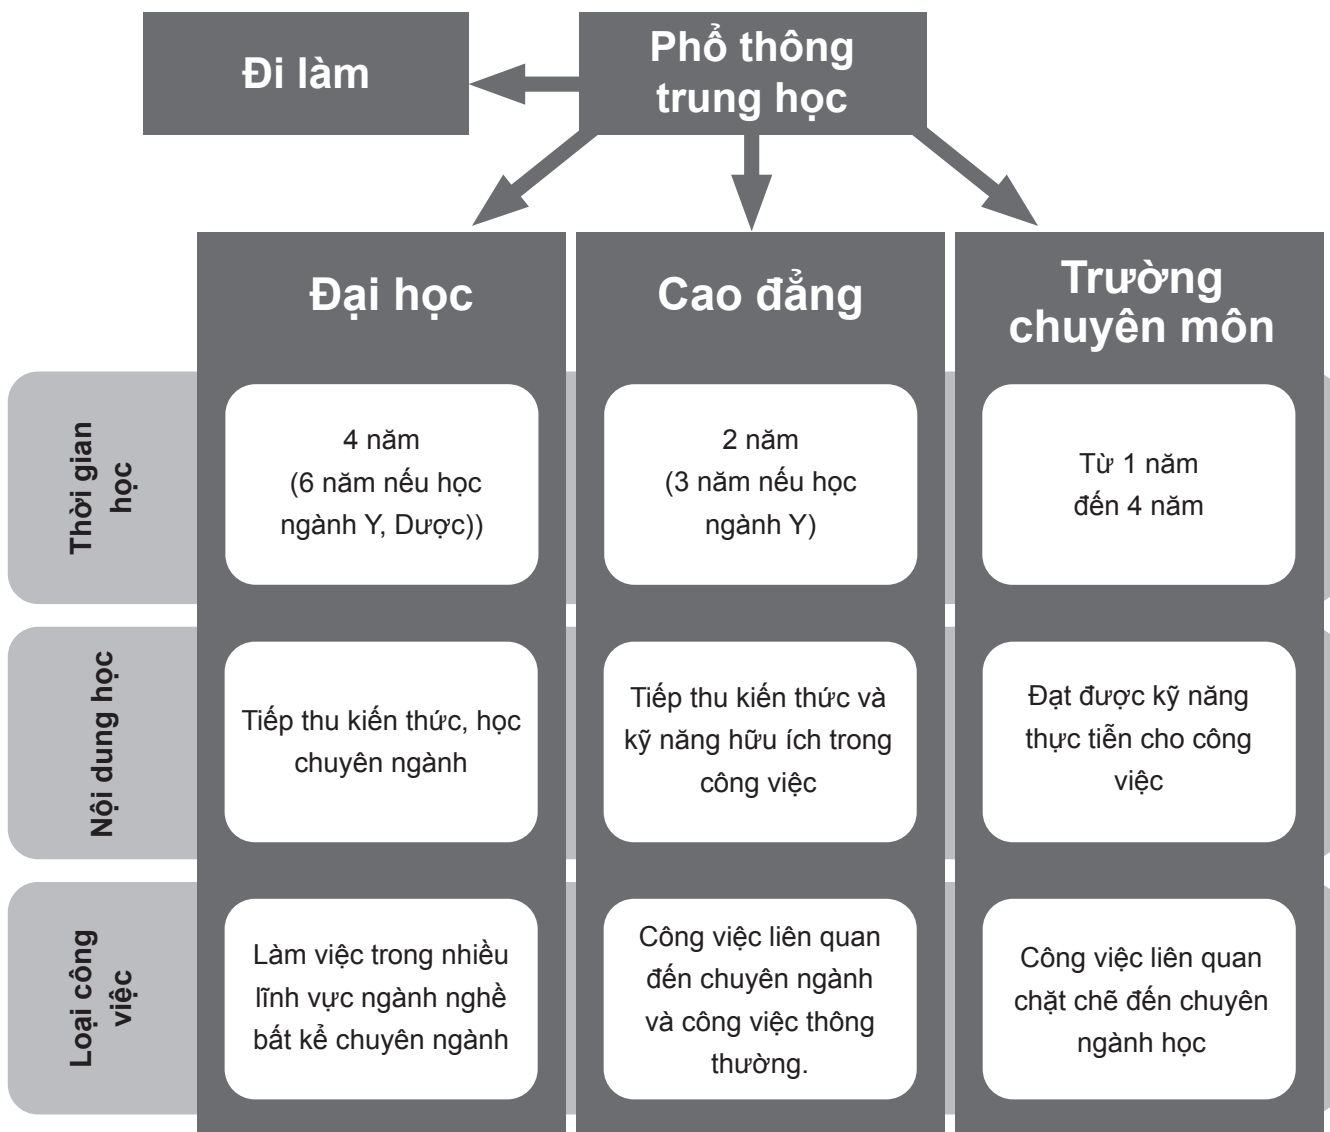 Đi làm
Phổ thông
trung học
Đại học
Cao đẳng
Trường
chuyên môn
Thời gian
học
4 năm
(6 năm nếu học
ngành Y, Dược))
2 năm
(3 năm nếu học
ngành Y)
Từ 1 năm
đến 4 năm
Nội dung học
Tiếp thu kiến thức, học
chuyên ngành
Tiếp thu kiến thức và
kỹ năng hữu ích trong
công việc
Đạt được kỹ năng
thực tiễn cho công
việc
Loại công
việc
Làm việc trong nhiều
lĩnh vực ngành nghề
bất kể chuyên ngành
Công việc liên quan
đến chuyên ngành
và công việc thông
thường.
Công việc liên quan
chặt chẽ đến chuyên
ngành học